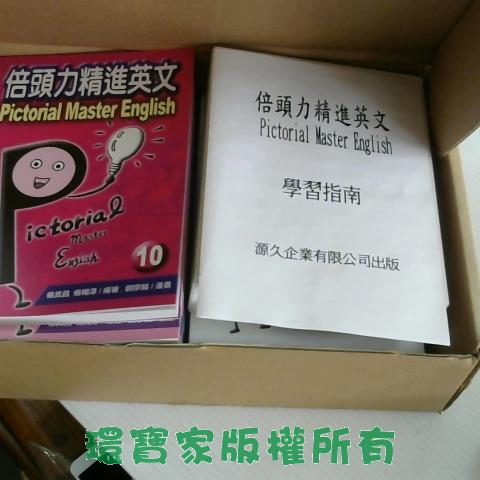 倍頭力精進英文
Pictorial Master English
Pictorial
Master
English
10
倍頭力精進英文
Pictorial Master English
學習指南
源久企業有限公司出版
環寶家版權所有